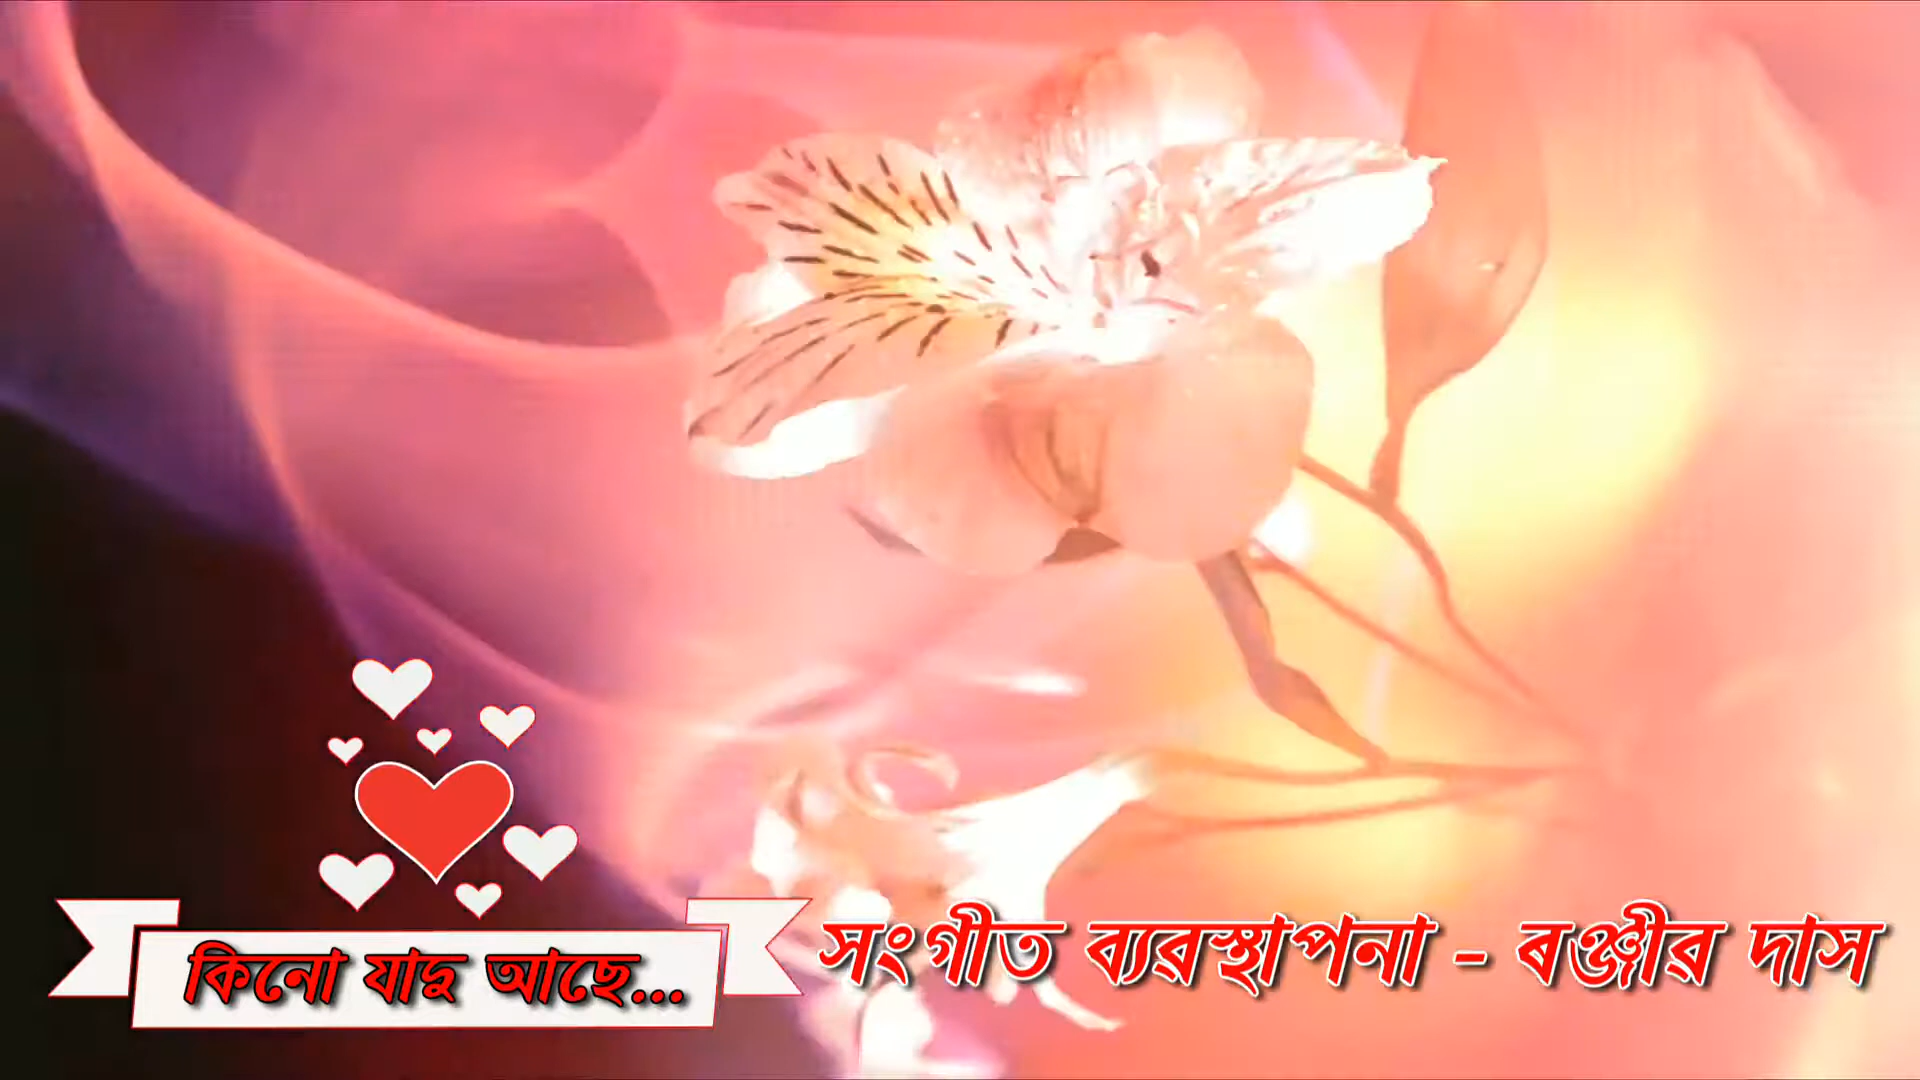 কিনো যাদু আছে...
সংগীত ব্যৱস্থাপনা - ৰঞ্জীৱ দাস